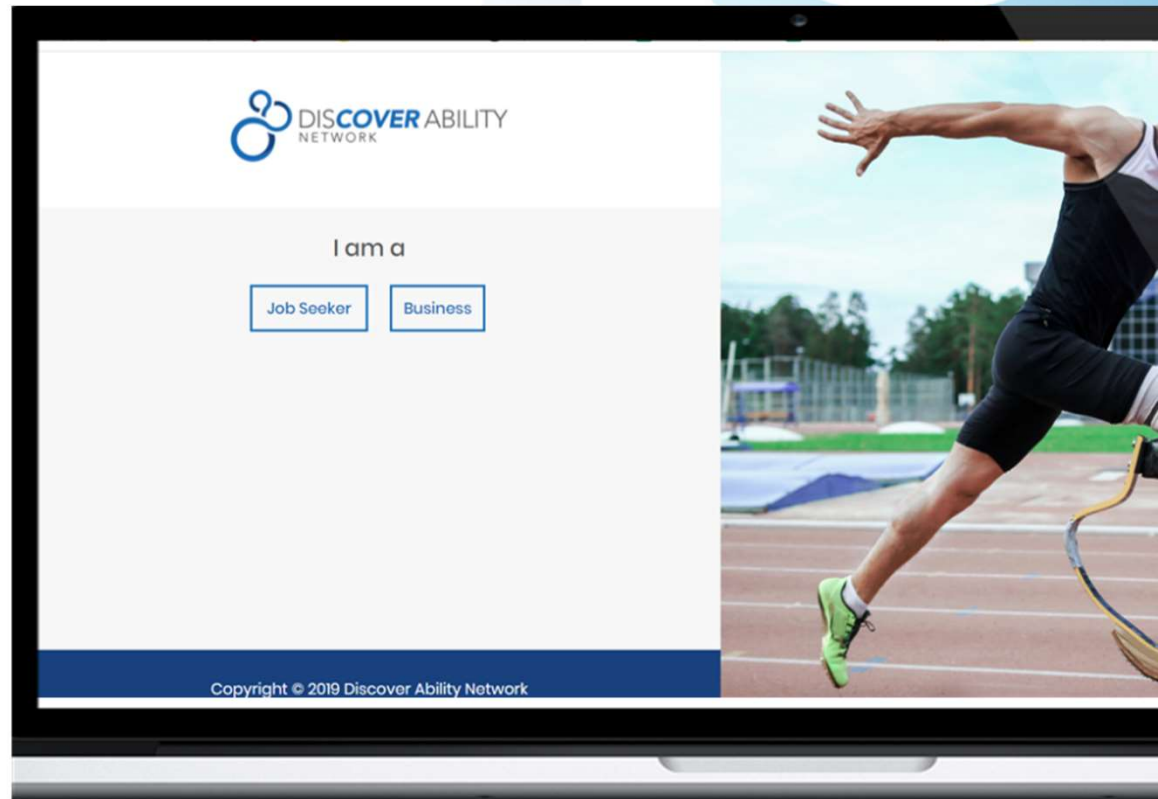 DISCOVER ABILITY
NETWORK
I am a
Job Seeker
Business
Copyright © 2019 Discover Ability Network